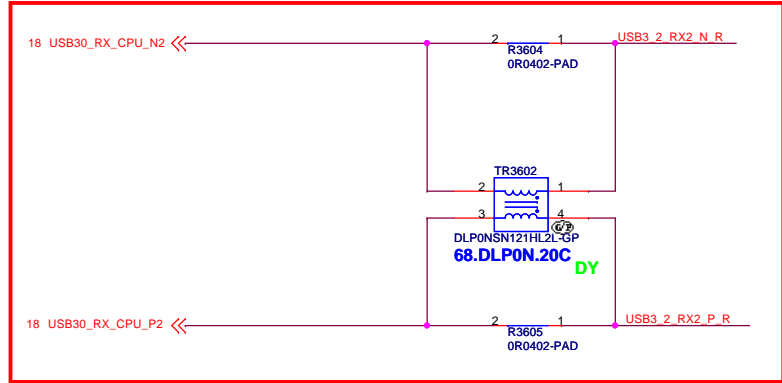 18 USB30_RX_CPU_N2
2 1
USB3_2_RX2_N_R
R3604
0R0402-PAD
TR3602
2 1
3 4
DLP0NSN121HL2L-GP
68.DLP0N.20C
DY
18 USB30_RX_CPU_P2
2 1
USB3_2_RX2_P_R
R3605
0R0402-PAD